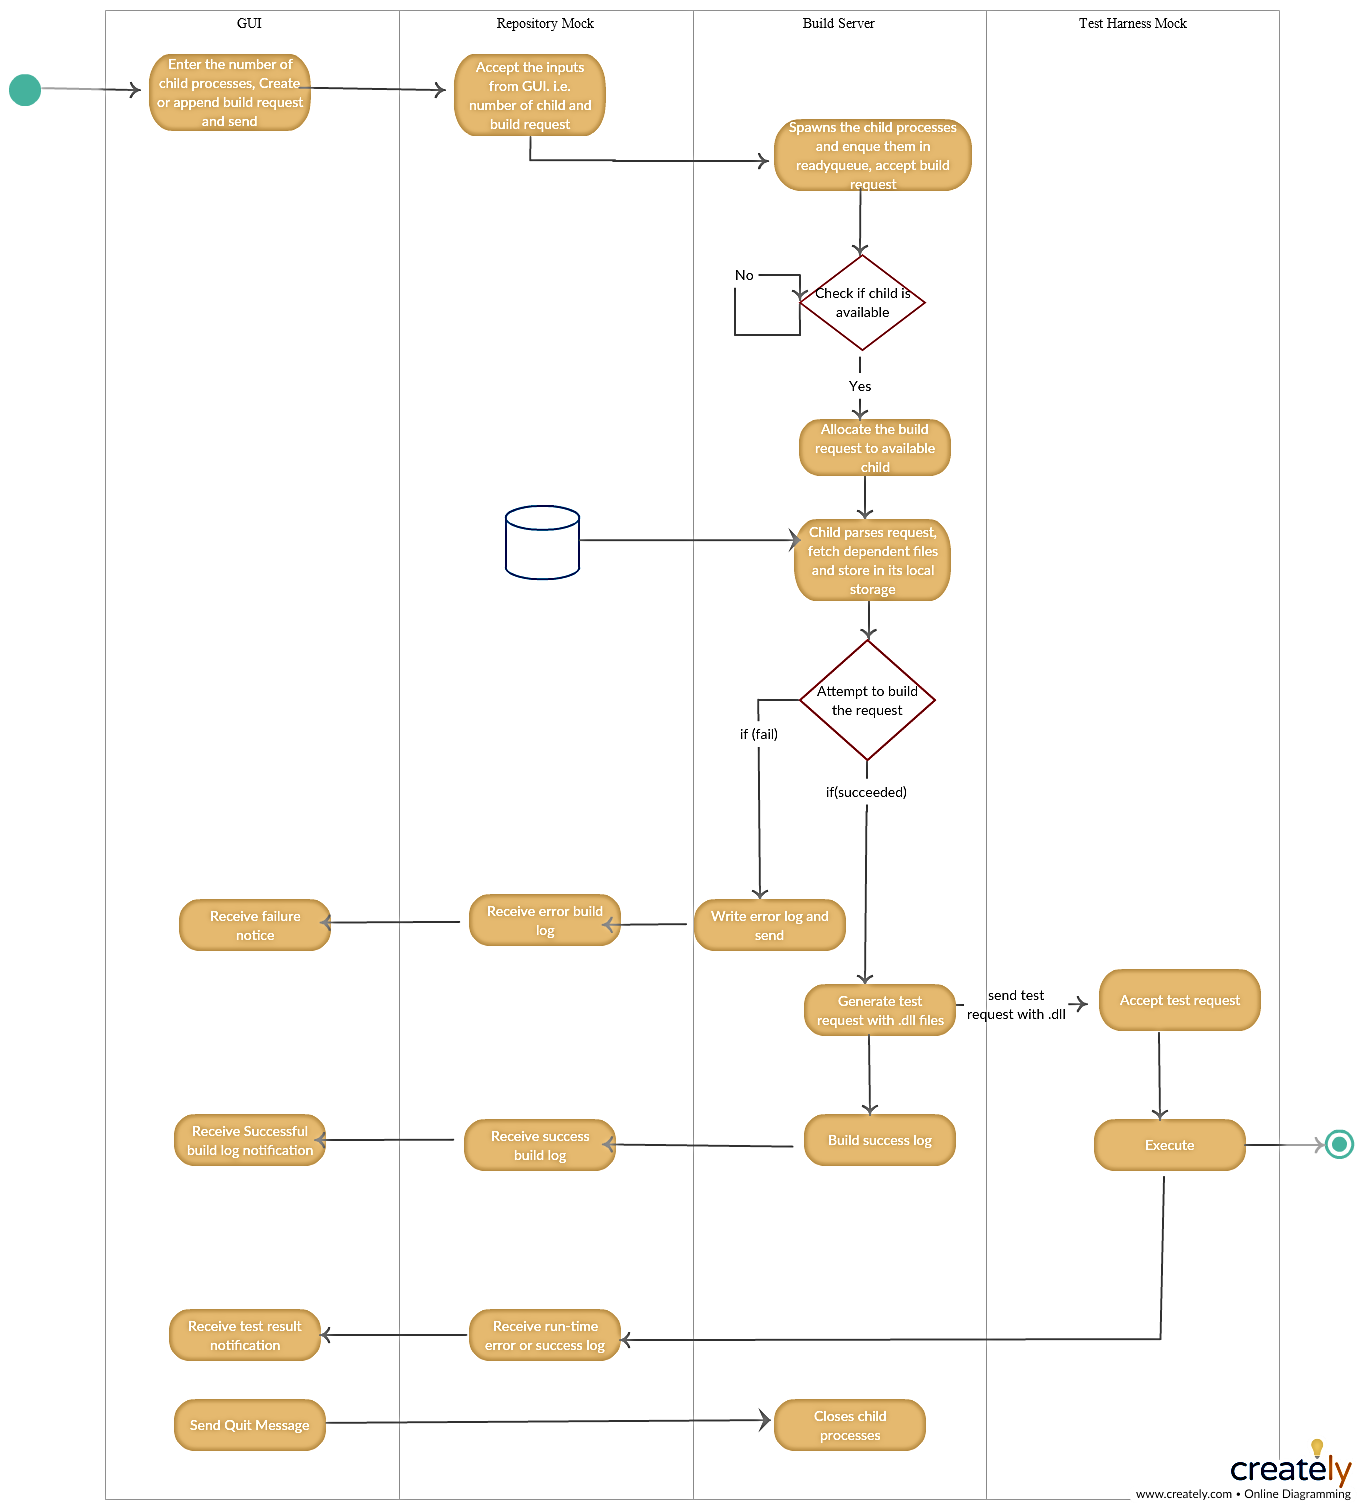 GUI
Repository Mock
Build Server
Test Harness Mock
Enter the number of
child processes, Create
or append build request
and send
Accept the inputs
from GUI. i.e.
number of child and
build request
Spawns the child processes
and enque them in
readyqueue, accept build
request
No
Check if child is
available
Yes
Allocate the build
request to available
child
Child parses request,
fetch dependent files
and store in its local
storage
Attempt to build
the request
if (fail)
if(succeeded)
Receive failure
notice
Receive error build
log
Write error log and
send
Generate test
request with .dll files
send test
request with .dll
Accept test request
Receive Successful
build log notification
Receive success
build log
Build success log
Execute
Receive test result
notification
Receive run-time
error or success log
Send Quit Message
Closes child
processes
creately
www.creately.com • Online Diagramming